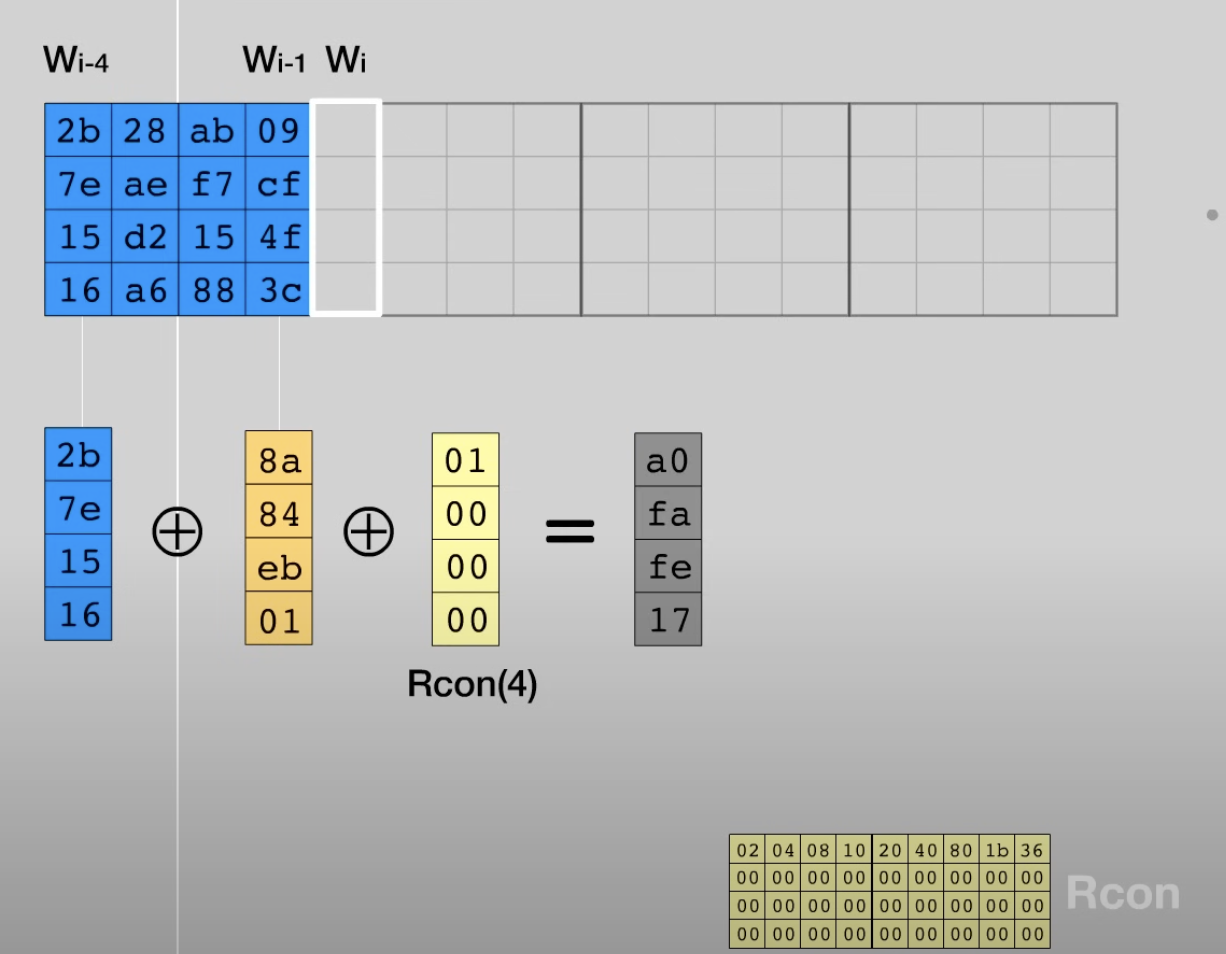 Wi-4 Wi-1 Wi
2b 28 ab 09
7e ae f7 cf
15 d2 15 4f
16 a6 88 3c
2b 8a 01 a0
7e 84 00 fa
15 eb 00 fe
16 01 00 17
⊕ ⊕ =
Rcon(4)
02 04 08 10 20 40 80 1b 36
00 00 00 00 00 00 00 00 00
00 00 00 00 00 00 00 00 00
00 00 00 00 00 00 00 00 00
Rcon